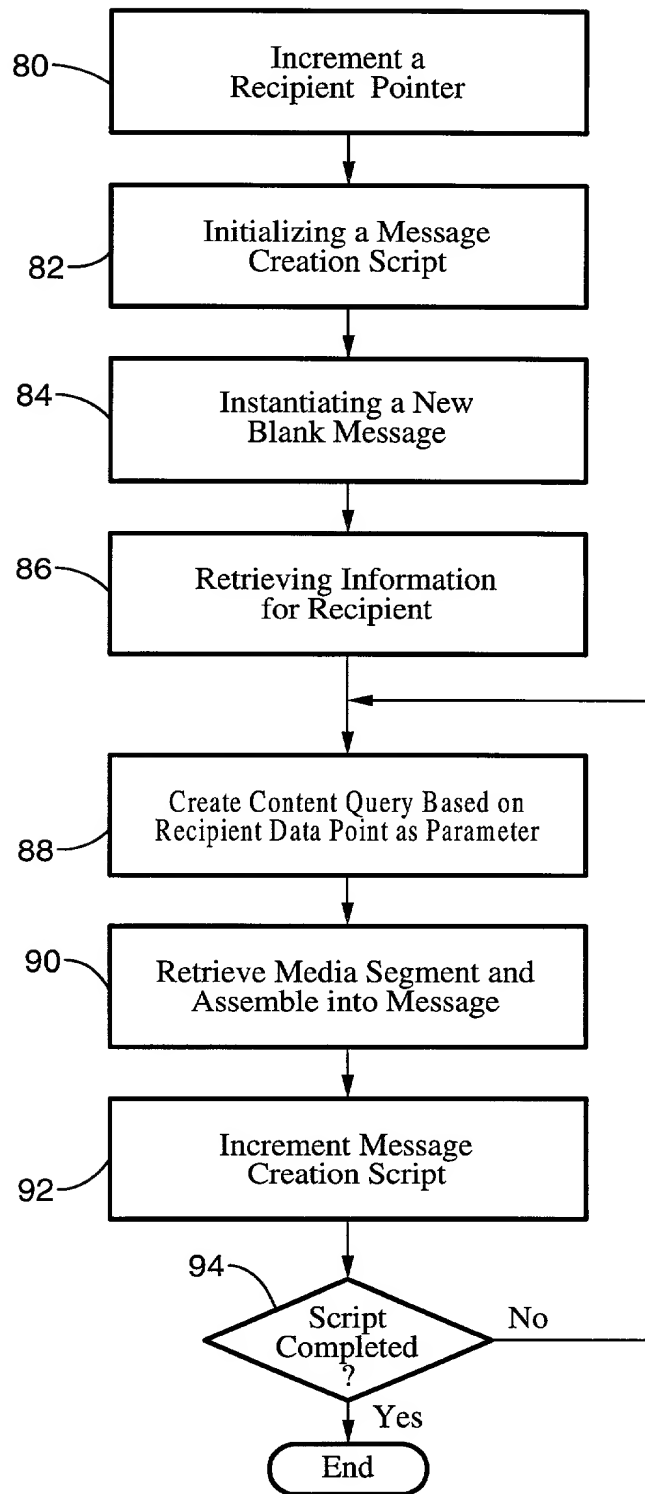 80
Increment a
Recipient Pointer
82
Initializing a Message
Creation Script
84
Instantiating a New
Blank Message
86
Retrieving Information
for Recipient
88
Create Content Query Based on
Recipient Data Point as Parameter
90
Retrieve Media Segment and
Assemble into Message
92
Increment Message
Creation Script
94
Script
Completed
?
No
Yes
End